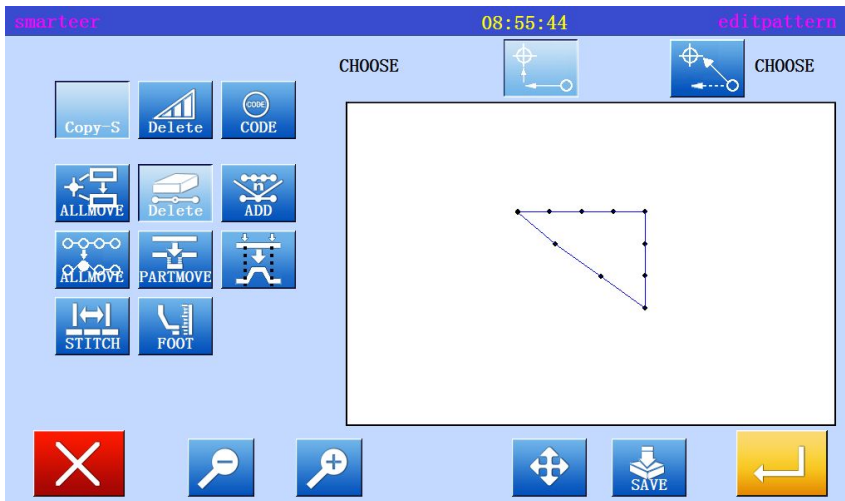 smarteer 08:55:44 editpattern
CHOOSE CHOOSE
Copy-S Delete CODE CODE
ALLMOVE Delete n ADD
ALLMOVE PARTMOVE
STITCH FOOT
SAVE